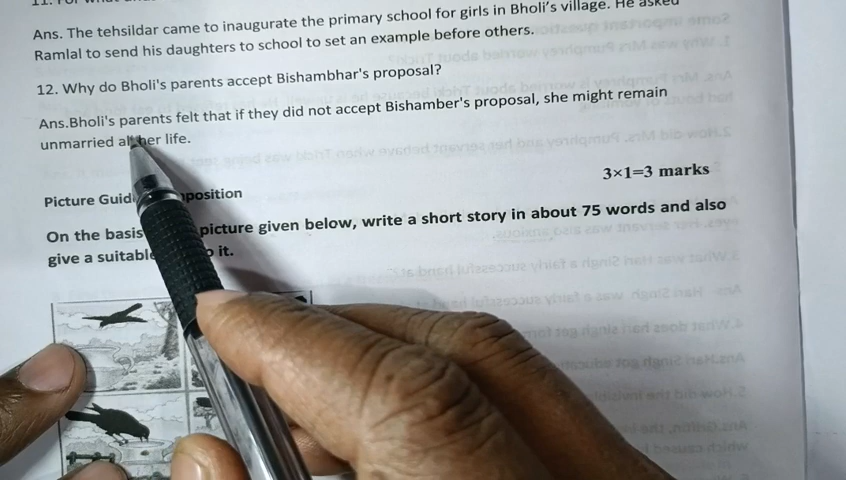 Ans. The tehsildar came to inaugurate the primary school for girls in Bholi's village. He asked
Ramlal to send his daughters to school to set an example before others.
12. Why do Bholi's parents accept Bishambhar's proposal?
Ans.Bholi's parents felt that if they did not accept Bishamber's proposal, she might remain
unmarried all her life.
3×1=3 marks
Picture
On the basis picture given below, write a short story in about 75 words and also
give a suitable it.